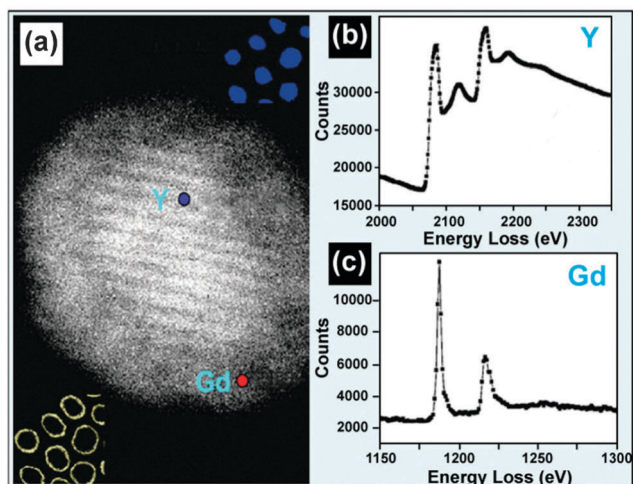 (a)
Y
Gd
(b)
Y
Counts
30000
25000
20000
15000
2000
2100
2200
2300
Energy Loss (eV)
(c)
Gd
Counts
10000
8000
6000
4000
2000
1150
1200
1250
1300
Energy Loss (eV)